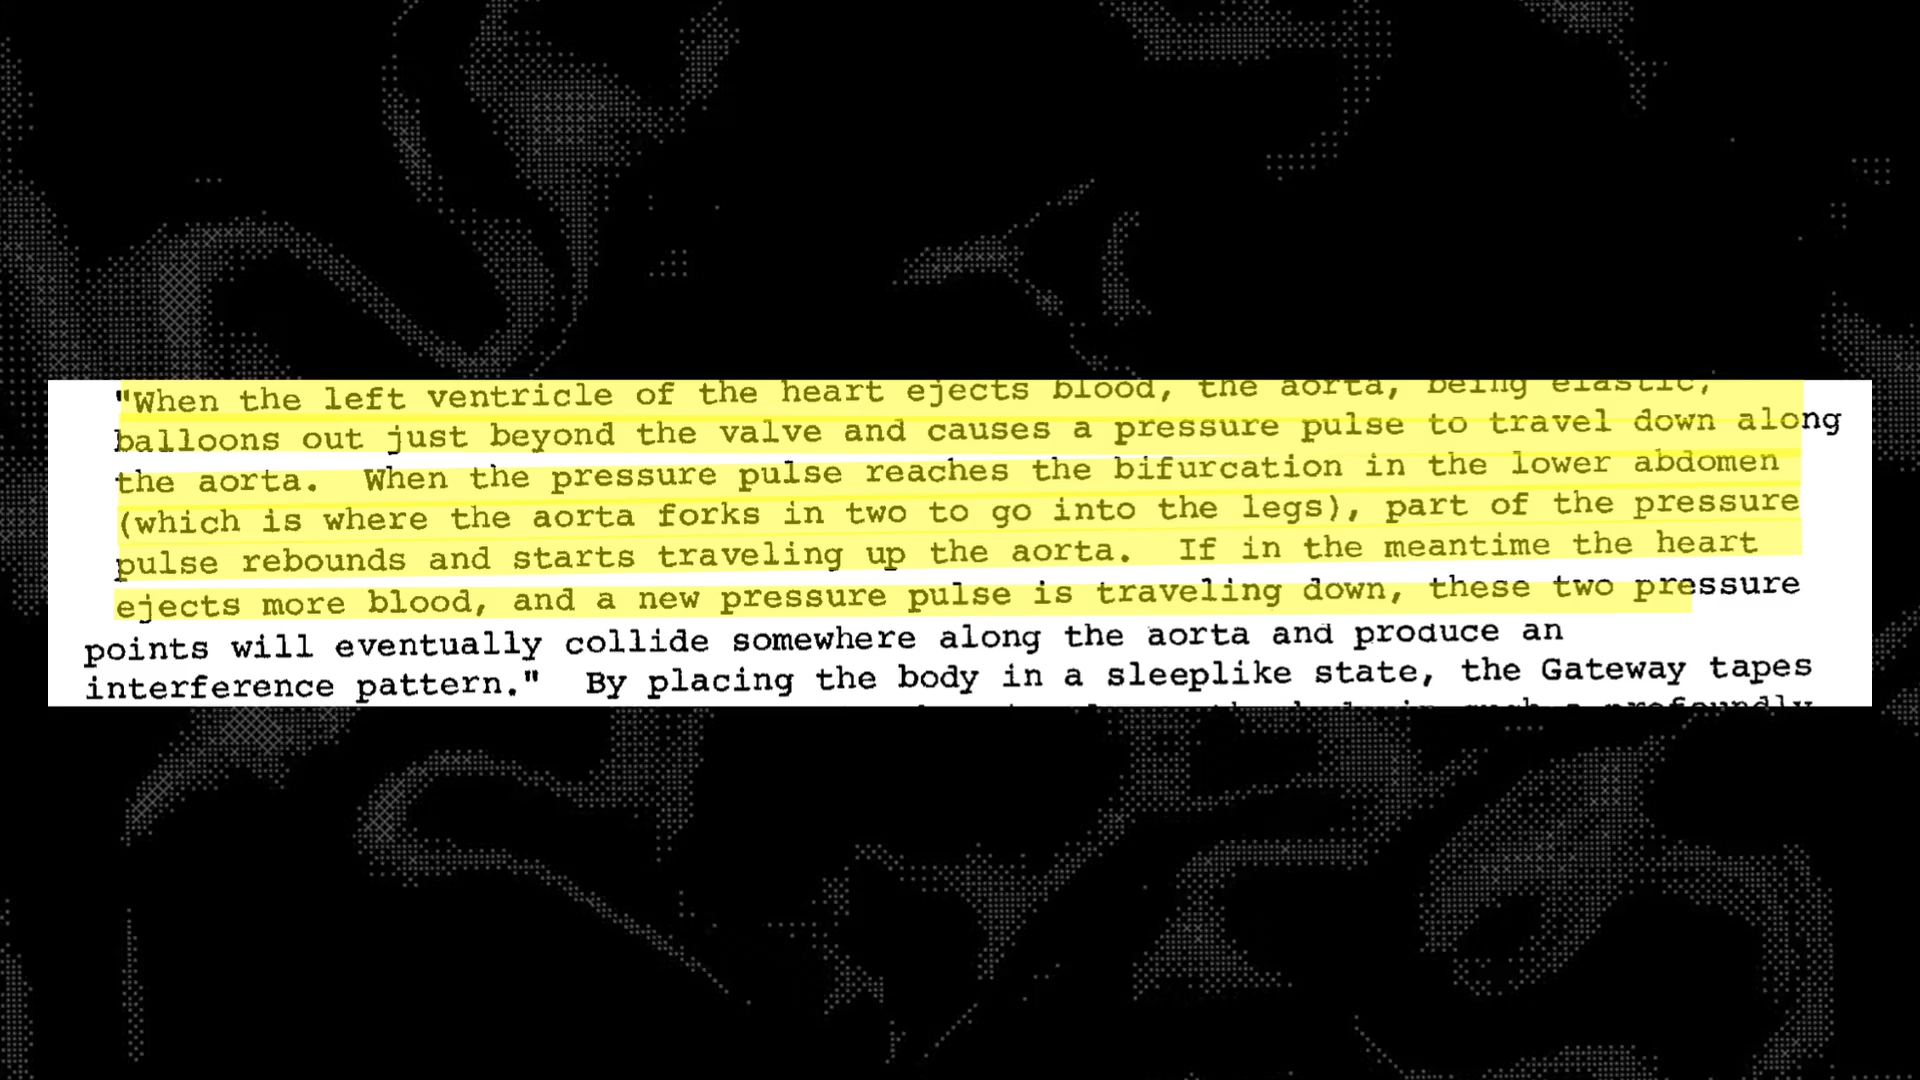 "When the left ventricle of the heart ejects blood, the aorta, being elastic,
balloons out just beyond the valve and causes a pressure pulse to travel down along
the aorta.  When the pressure pulse reaches the bifurcation in the lower abdomen
(which is where the aorta forks in two to go into the legs), part of the pressure
pulse rebounds and starts traveling up the aorta.  If in the meantime the heart
ejects more blood, and a new pressure pulse is traveling down, these two pressure
points will eventually collide somewhere along the aorta and produce an
interference pattern."  By placing the body in a sleeplike state, the Gateway tapes
the body in such a profoundly